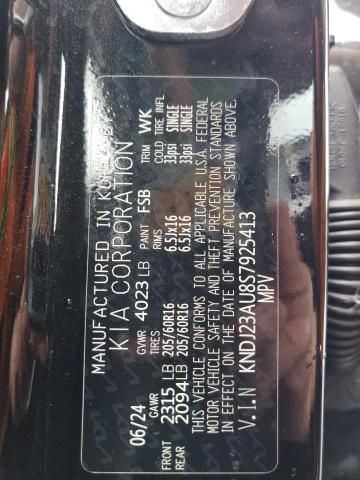 MANUFACTURED IN KOREA BY
KIA CORPORATION
06/24 GVWR 4023 LB PAINT FSB TRIM WK
GAWR TIRES RIMS COLD TIRE INFL
FRONT 2315 LB 205/60R16 6.5Jx16 33psi SINGLE
REAR 2094 LB 205/60R16 6.5Jx16 33psi SINGLE
THIS VEHICLE CONFORMS TO ALL APPLICABLE U.S.A. FEDERAL
MOTOR VEHICLE SAFETY AND THEFT PREVENTION STANDARDS
IN EFFECT ON THE DATE OF MANUFACTURE SHOWN ABOVE.
V.I.N KNDJ23AU8S7925413
MPV